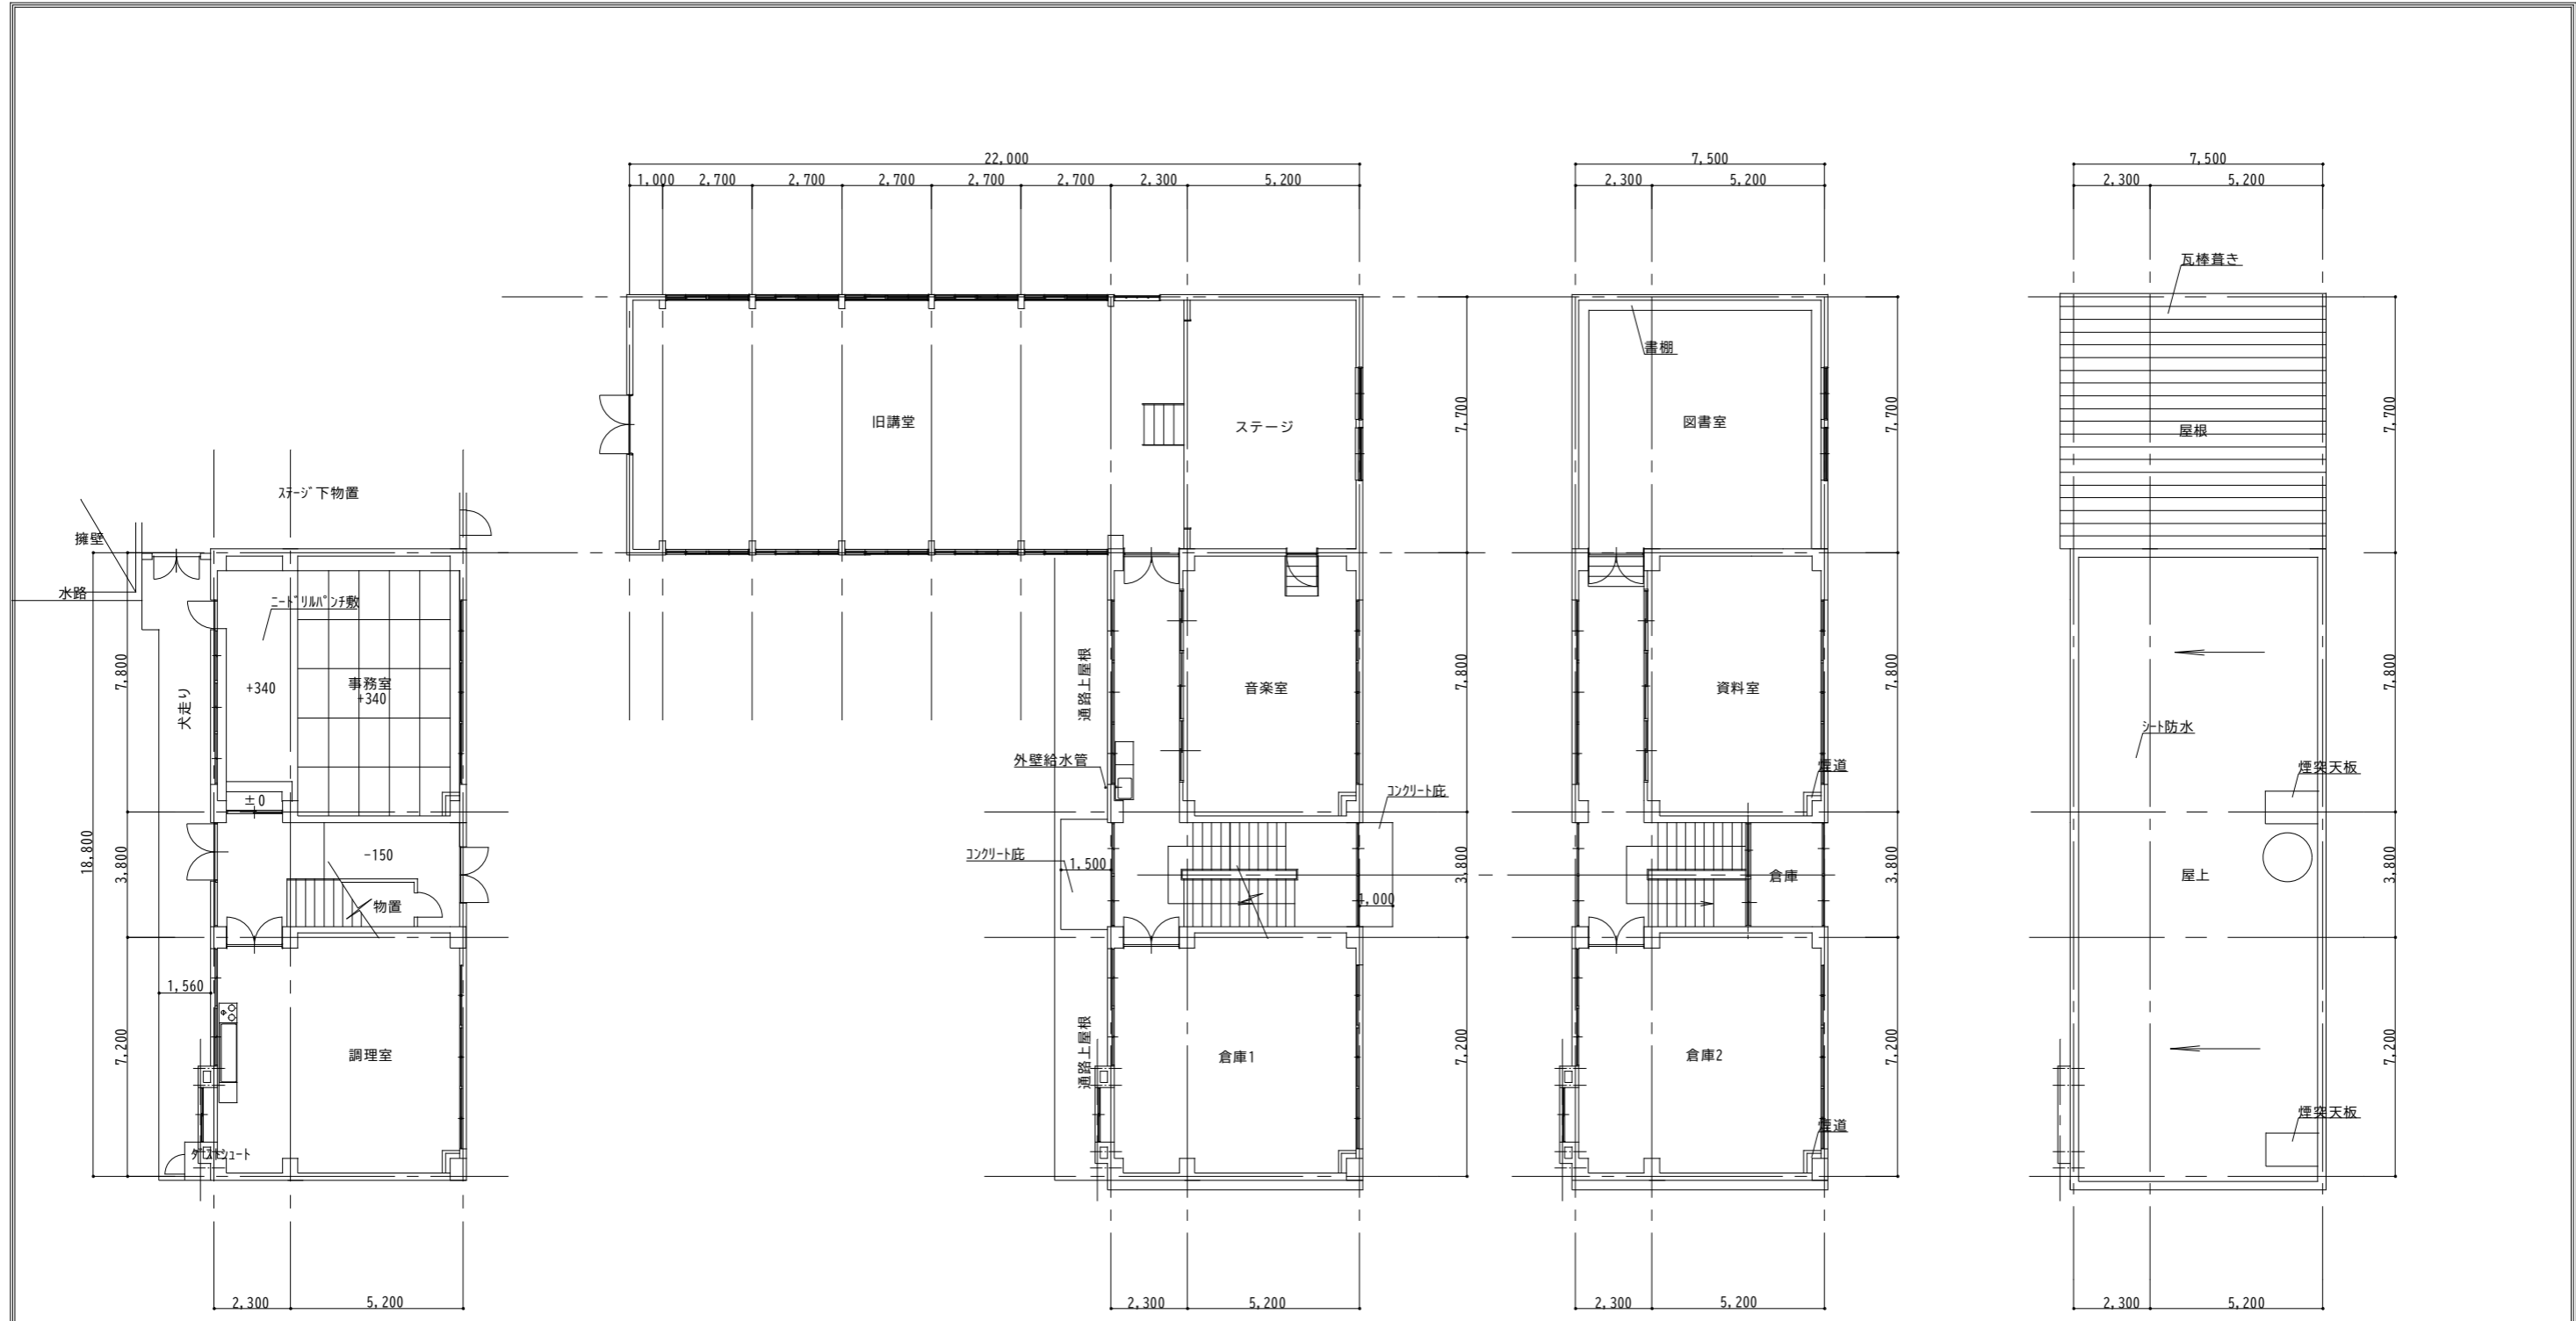 22,000
1,000 2,700 2,700 2,700 2,700 2,700 2,300 5,200
7,500
2,300 5,200
7,500
2,300 5,200
瓦棒葺き
書棚
旧講堂
ステージ
図書室
屋根
7,700
7,700
7,700
ステージ下物置
擁壁
水路
ニードリルパンチ敷
+340
事務室
+340
犬走り
7,800
18,800
±0
-150
3,800
物置
1,560
7,200
調理室
ダストシュート
2,300 5,200
通路上屋根
音楽室
外壁給水管
コンクリート庇
コンクリート庇
1,500
1,000
通路上屋根
倉庫1
7,800
3,800
7,200
2,300 5,200
資料室
煙道
倉庫
倉庫2
煙道
7,800
3,800
7,200
2,300 5,200
シート防水
煙突天板
屋上
煙突天板
7,800
3,800
7,200
2,300 5,200